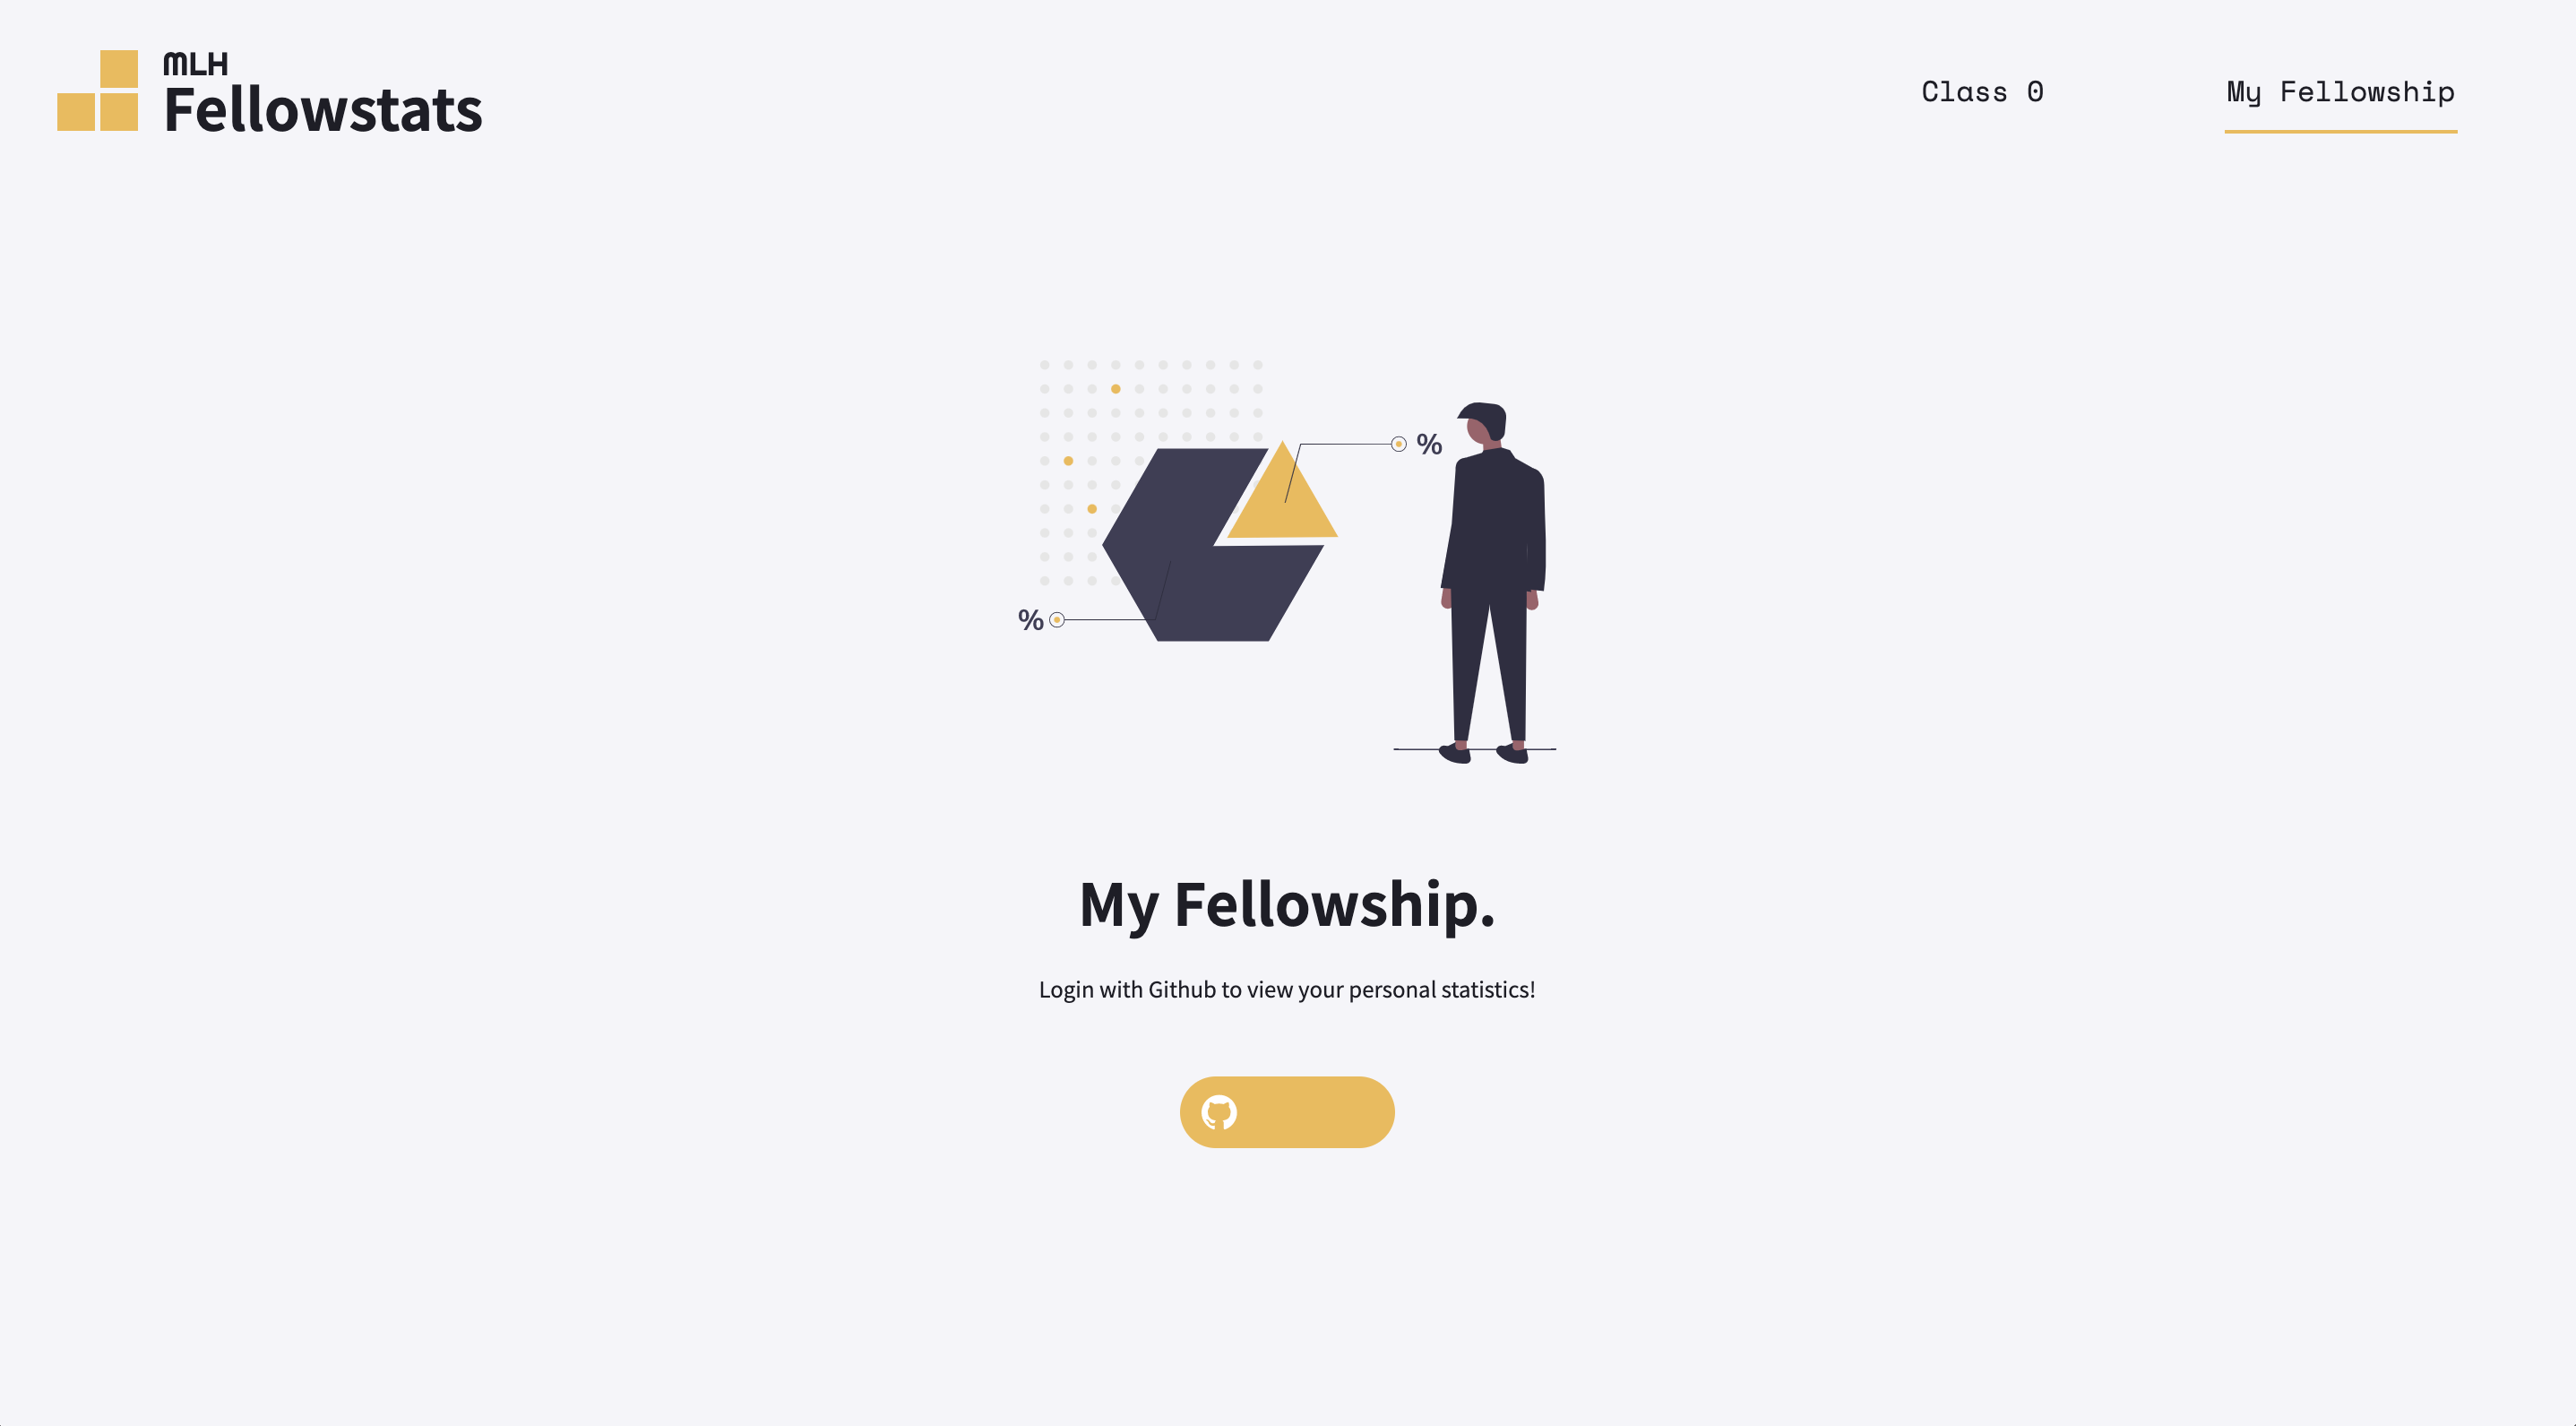 MLH
Fellowstats
Class 0
My Fellowship
%
%
My Fellowship.
Login with Github to view your personal statistics!